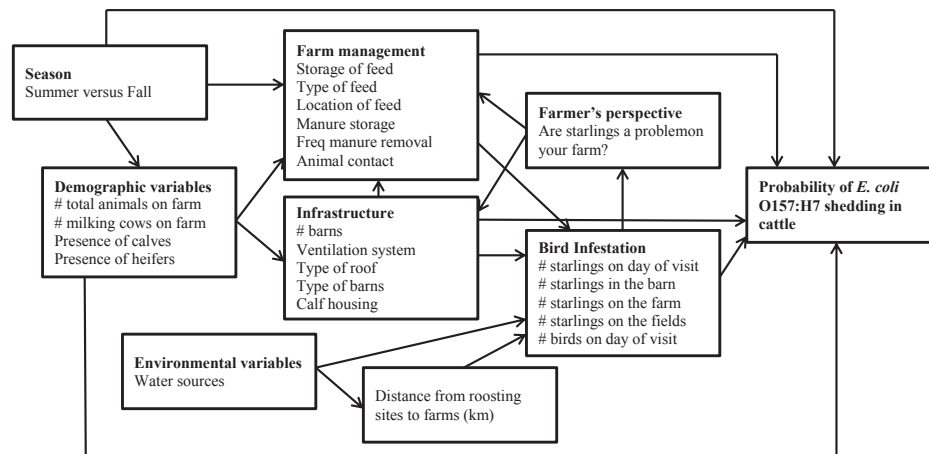 Season
Summer versus Fall
Farm management
Storage of feed
Type of feed
Location of feed
Manure storage
Freq manure removal
Animal contact
Farmer's perspective
Are starlings a problemon
your farm?
Demographic variables
# total animals on farm
# milking cows on farm
Presence of calves
Presence of heifers
Infrastructure
# barns
Ventilation system
Type of roof
Type of barns
Calf housing
Bird Infestation
# starlings on day of visit
# starlings in the barn
# starlings on the farm
# starlings on the fields
# birds on day of visit
Probability of E. coli
O157:H7 shedding in
cattle
Environmental variables
Water sources
Distance from roosting
sites to farms (km)